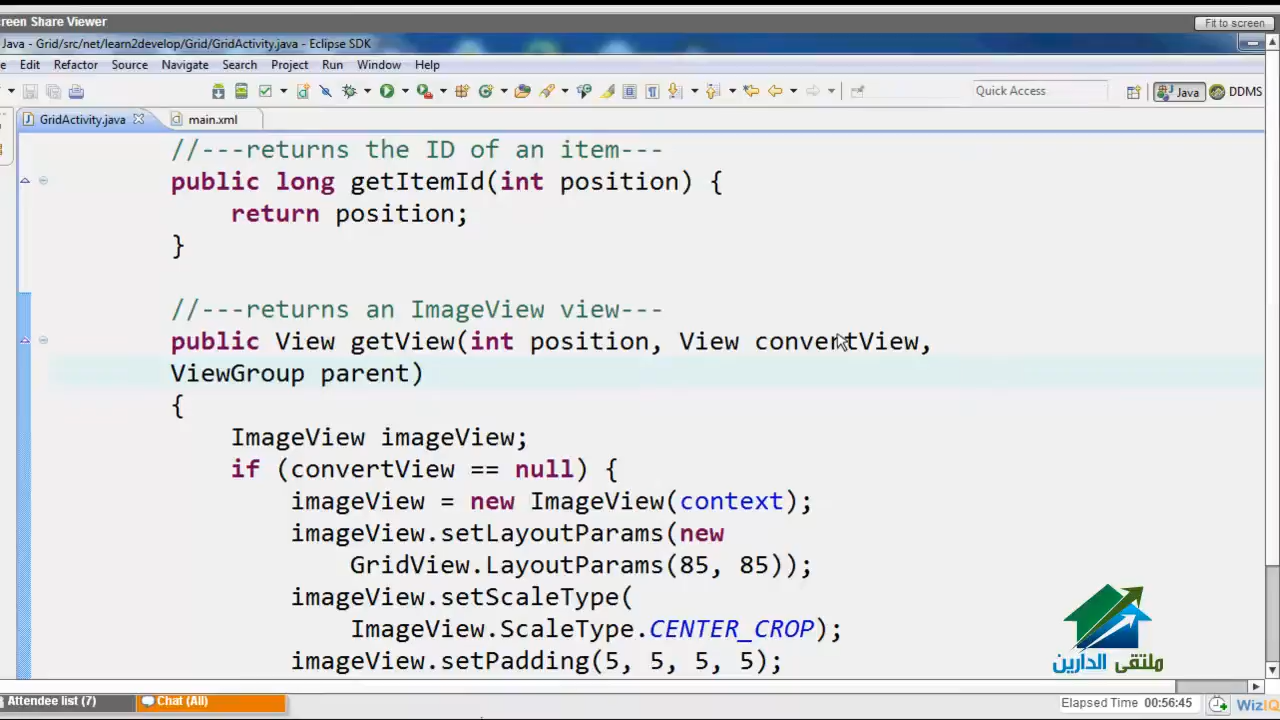 reen Share Viewer
Fit to screen
Java - Grid/src/net/learn2develop/Grid/GridActivity.java - Eclipse SDK
e Edit Refactor Source Navigate Search Project Run Window Help
Quick Access
Java
DDMS
GridActivity.java
main.xml
//---returns the ID of an item---
public long getItemId(int position) {
return position;
}
//---returns an ImageView view---
public View getView(int position, View convertView,
ViewGroup parent)
{
ImageView imageView;
if (convertView == null) {
imageView = new ImageView(context);
imageView.setLayoutParams(new
GridView.LayoutParams(85, 85));
imageView.setScaleType(
ImageView.ScaleType.CENTER_CROP);
imageView.setPadding(5, 5, 5, 5);
ملتقى الدارين
Attendee list (7)
Chat (All)
Elapsed Time 00:56:45
WizIQ